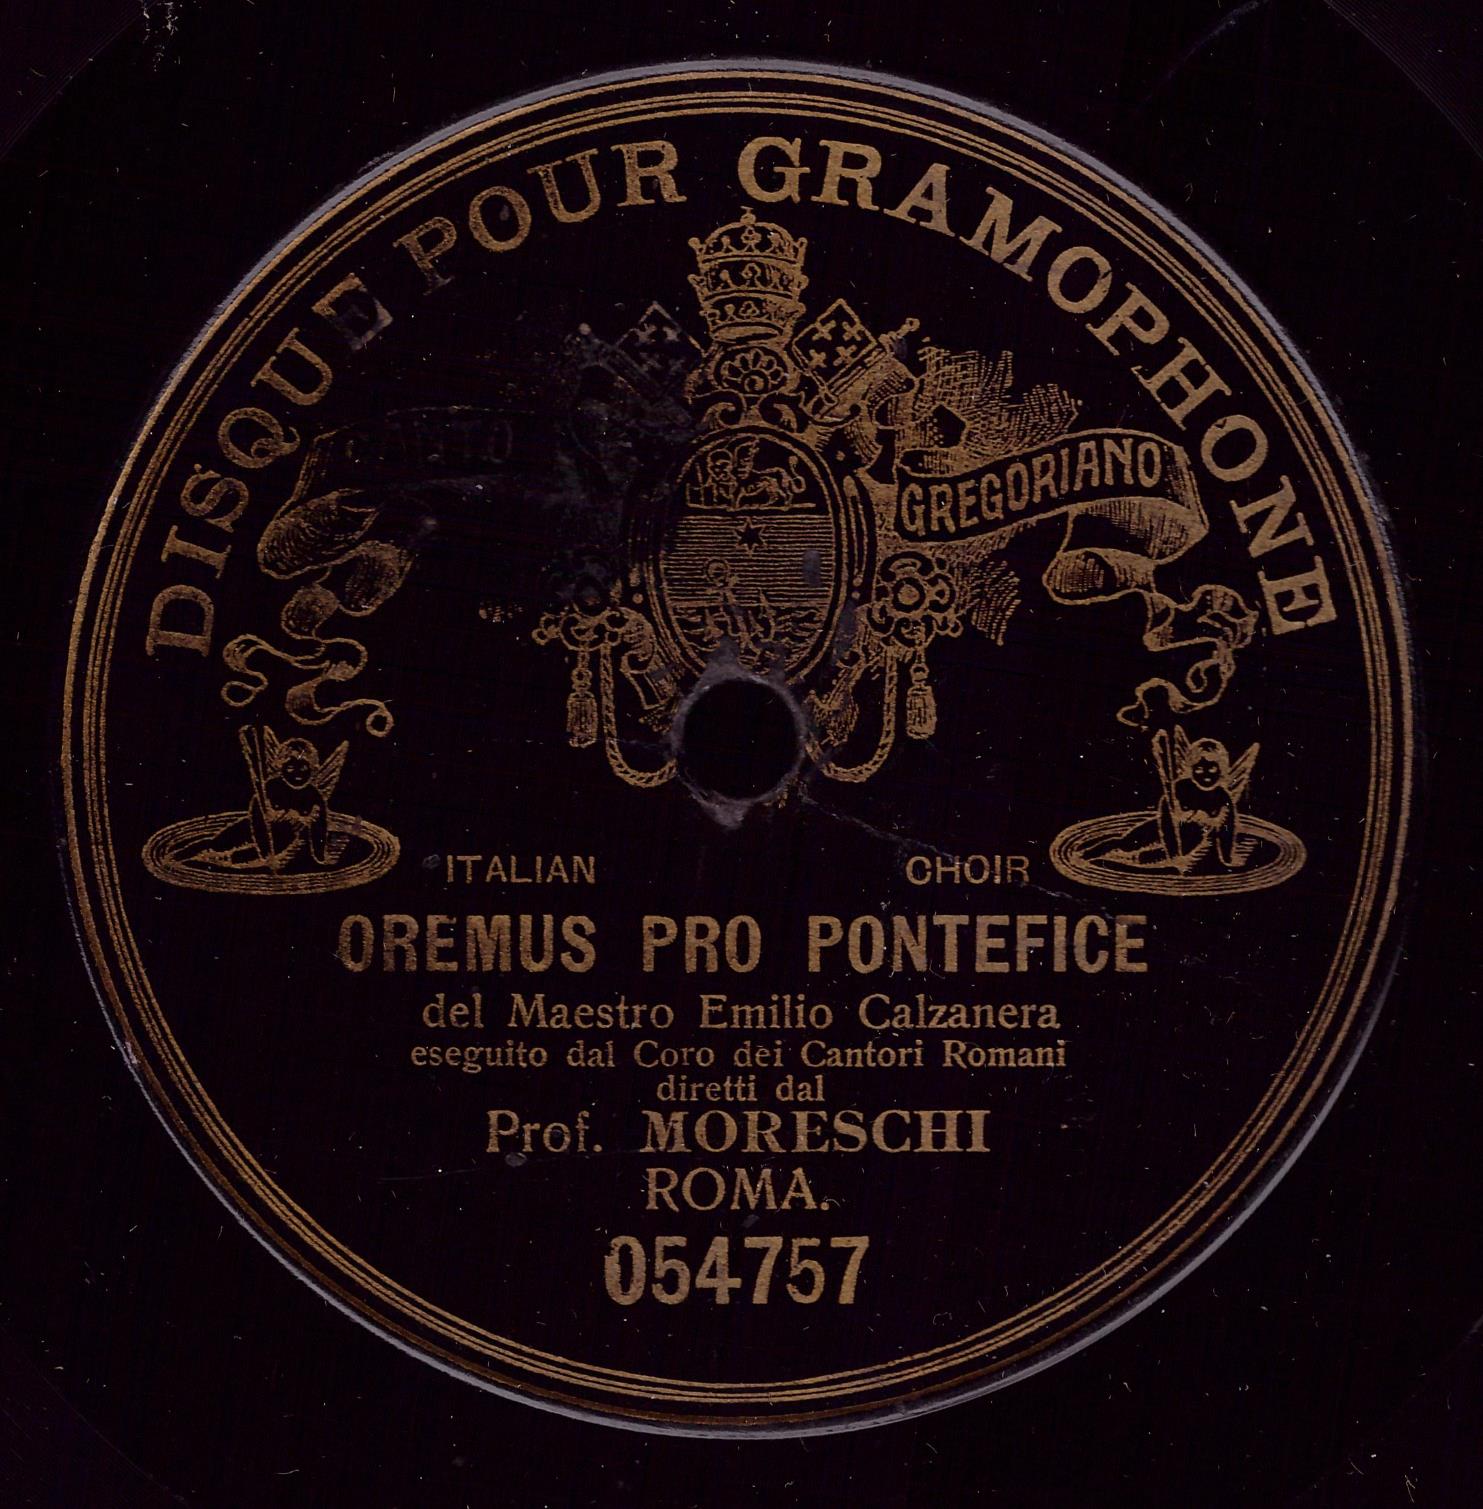 DISQUE POUR GRAMOPHONE
CANTO
GREGORIANO
ITALIAN CHOIR
OREMUS PRO PONTEFICE
del Maestro Emilio Calzanera
eseguito dal Coro dei Cantori Romani
diretti dal
Prof. MORESCHI
ROMA.
054757